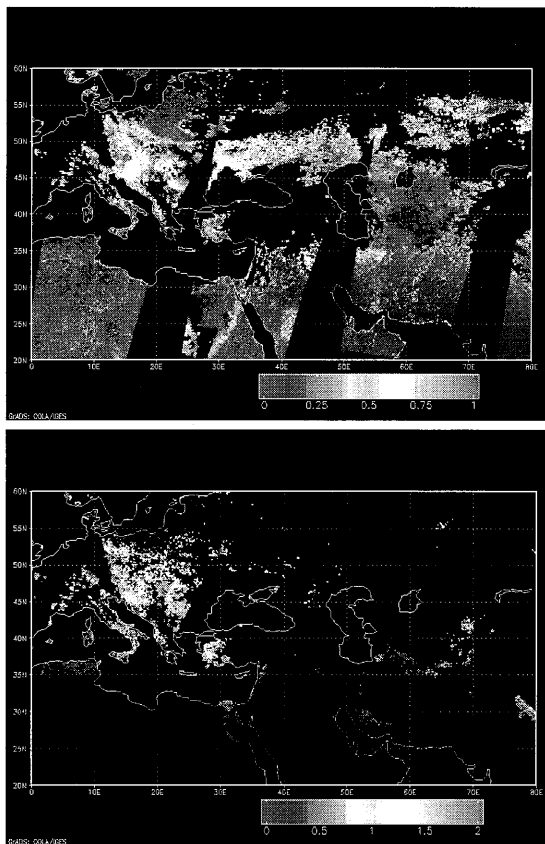 60N
55N
50N
45N
40N
35N
30N
25N
20N
0 10E 20E 30E 40E 50E 60E 70E 80E
0 0.25 0.5 0.75 1
GrADS: COLA/IGES
60N
55N
50N
45N
40N
35N
30N
25N
20N
0 10E 20E 30E 40E 50E 60E 70E 80E
0 0.5 1 1.5 2
GrADS: COLA/IGES